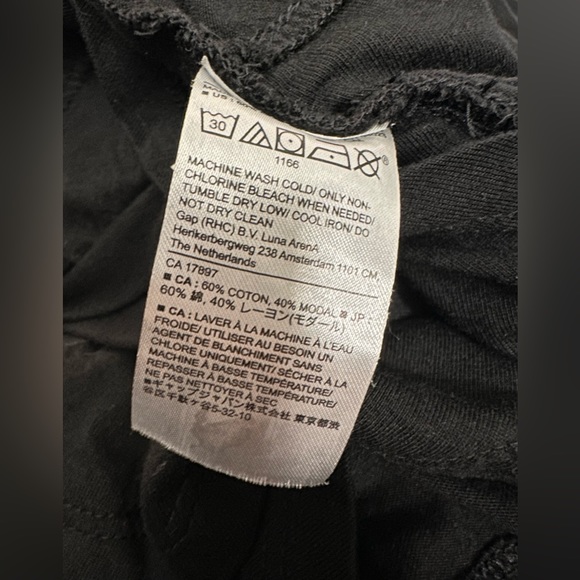 30
1166
MACHINE WASH COLD/ ONLY NON-
CHLORINE BLEACH WHEN NEEDED/
TUMBLE DRY LOW/ COOL IRON/ DO
NOT DRY CLEAN
Gap (RHC) B.V. Luna ArenA
Herikerbergweg 238 Amsterdam 1101 CM,
The Netherlands
CA 17897
■ CA : 60% COTON, 40% MODAL ■ JP -
60% 綿, 40% レーヨン(モダール)
■ CA : LAVER À LA MACHINE À L'EAU
FROIDE/ UTILISER AU BESOIN UN
AGENT DE BLANCHIMENT SANS
CHLORE UNIQUEMENT/ SÉCHER À LA
MACHINE À BASSE TEMPÉRATURE/
REPASSER À BASSE TEMPÉRATURE/
NE PAS NETTOYER À SEC
■ギャップジャパン株式会社 東京都渋
谷区千駄ヶ谷5-32-10